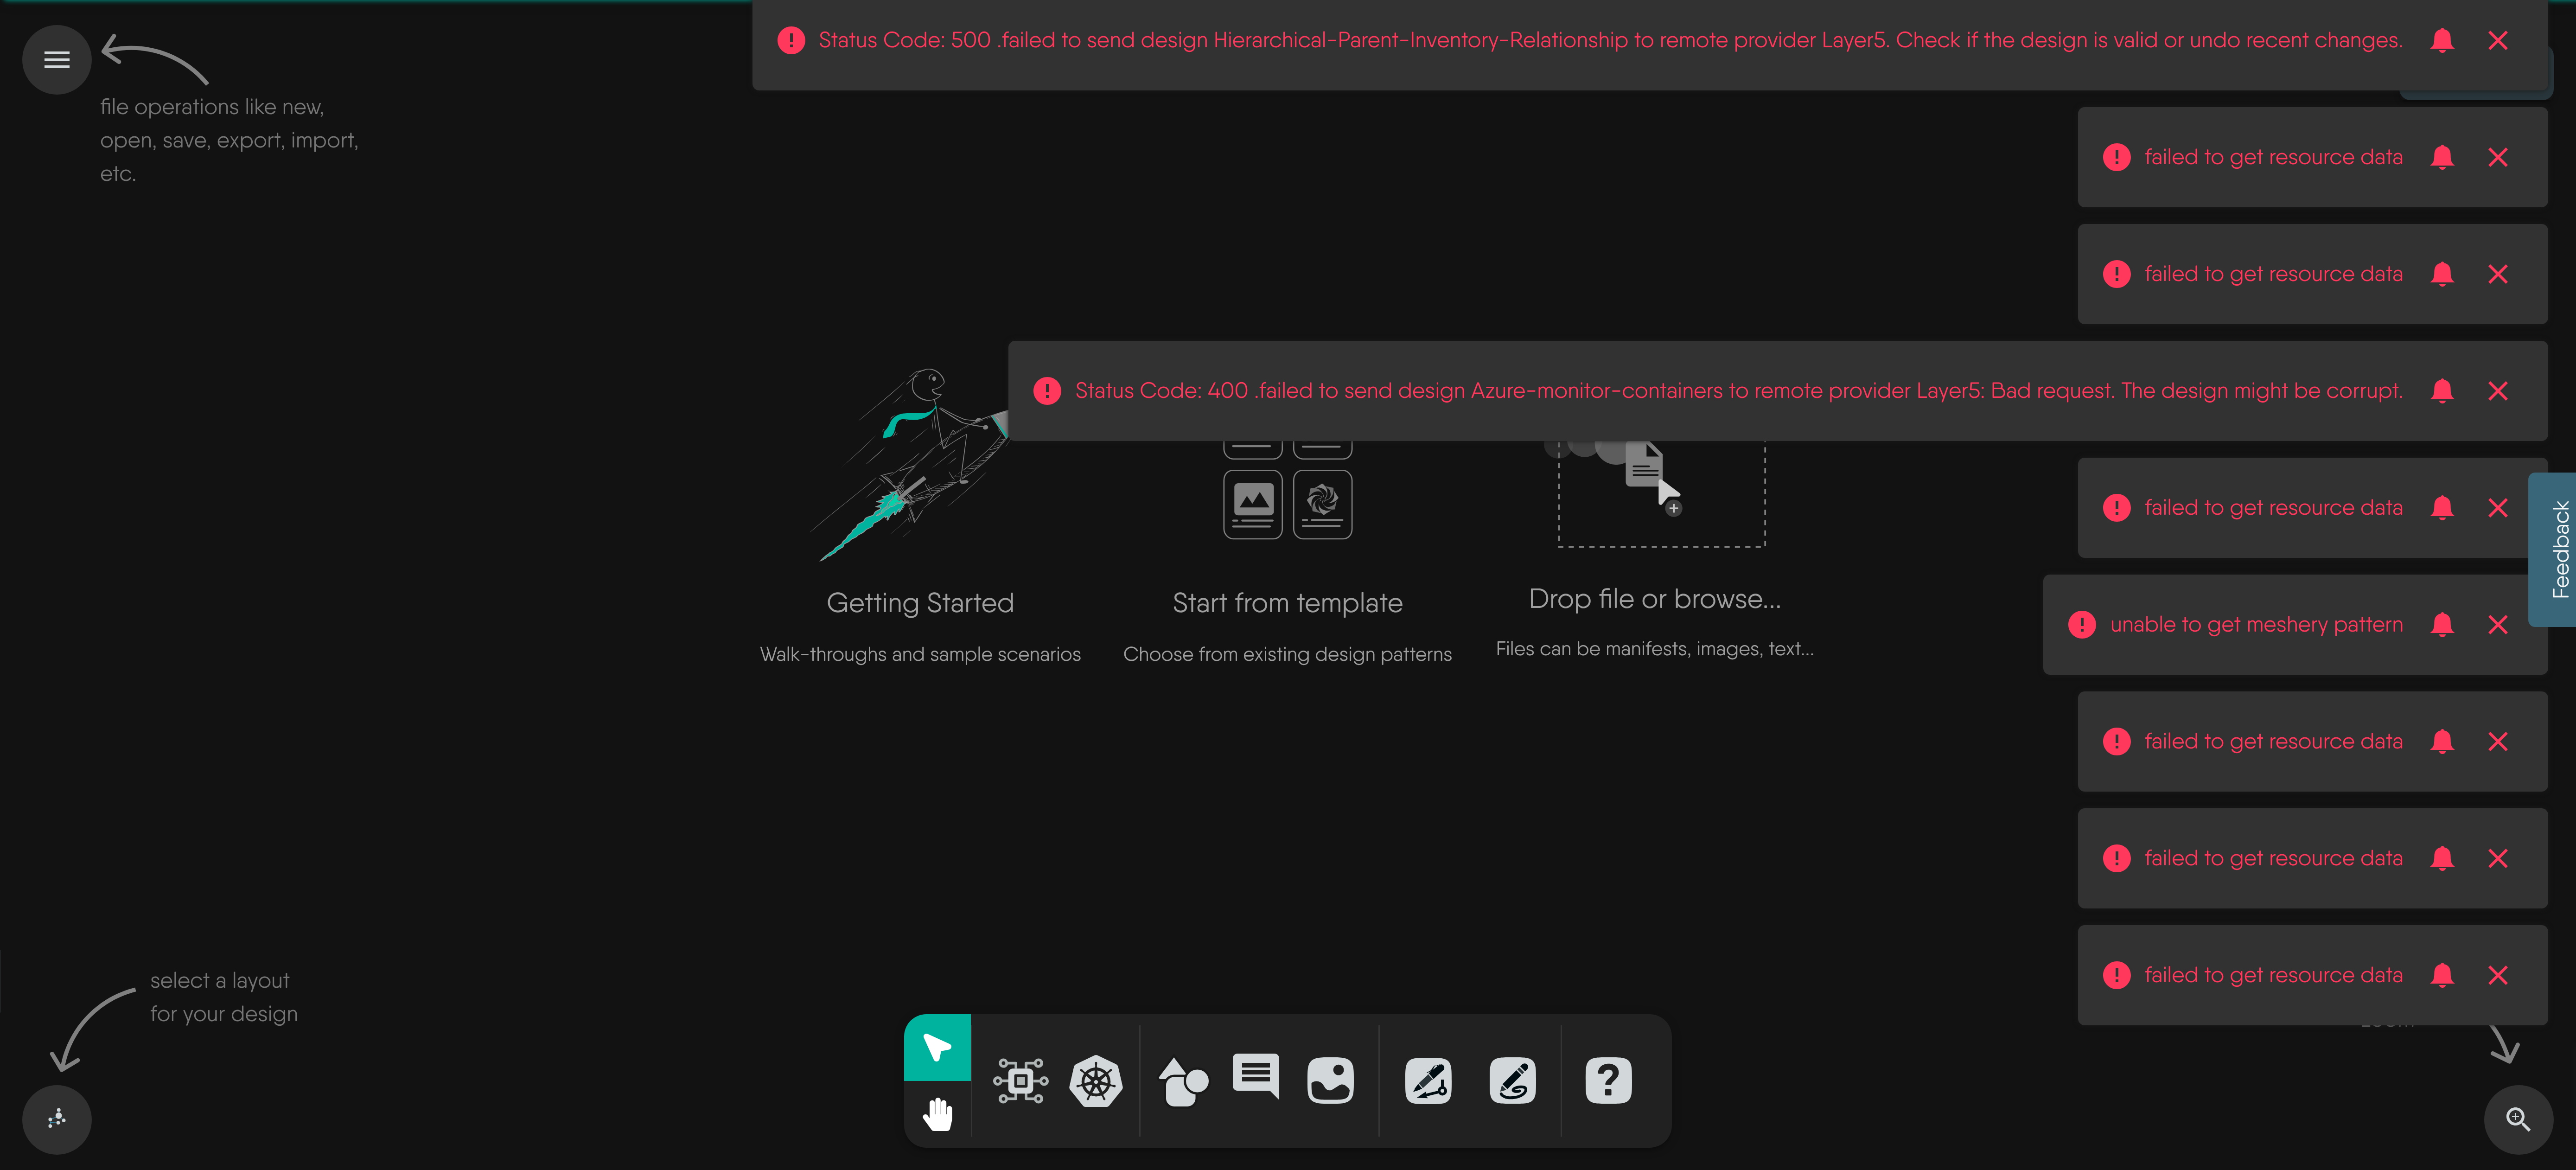 Status Code: 500 .failed to send design Hierarchical-Parent-Inventory-Relationship to remote provider Layer5. Check if the design is valid or undo recent changes.
file operations like new,
open, save, export, import,
etc.
failed to get resource data
failed to get resource data
Status Code: 400 .failed to send design Azure-monitor-containers to remote provider Layer5: Bad request. The design might be corrupt.
failed to get resource data
Feedback
Getting Started
Walk-throughs and sample scenarios
Start from template
Choose from existing design patterns
Drop file or browse...
Files can be manifests, images, text...
unable to get meshery pattern
failed to get resource data
failed to get resource data
failed to get resource data
select a layout
for your design